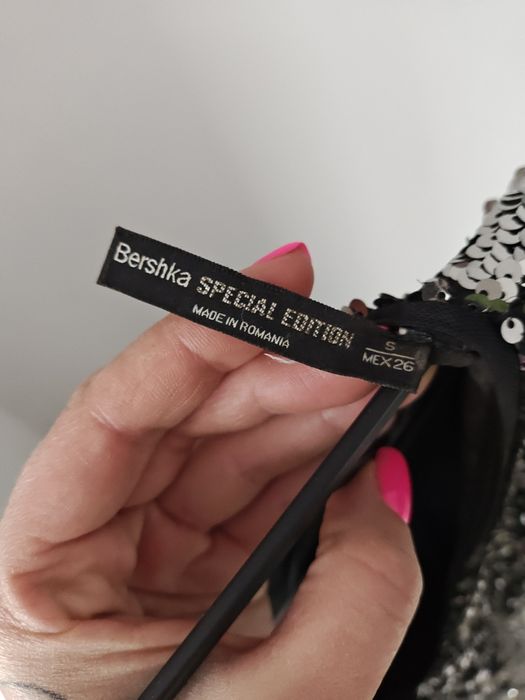 Bershka SPECIAL EDITION
MADE IN ROMANIA
S
MEX 26